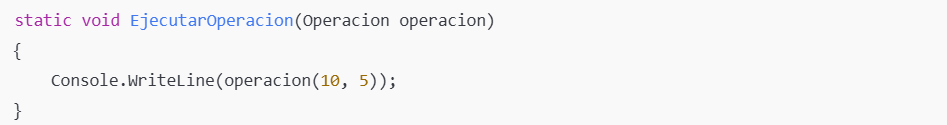 static void EjecutarOperacion(Operacion operacion)
{
    Console.WriteLine(operacion(10, 5));
}